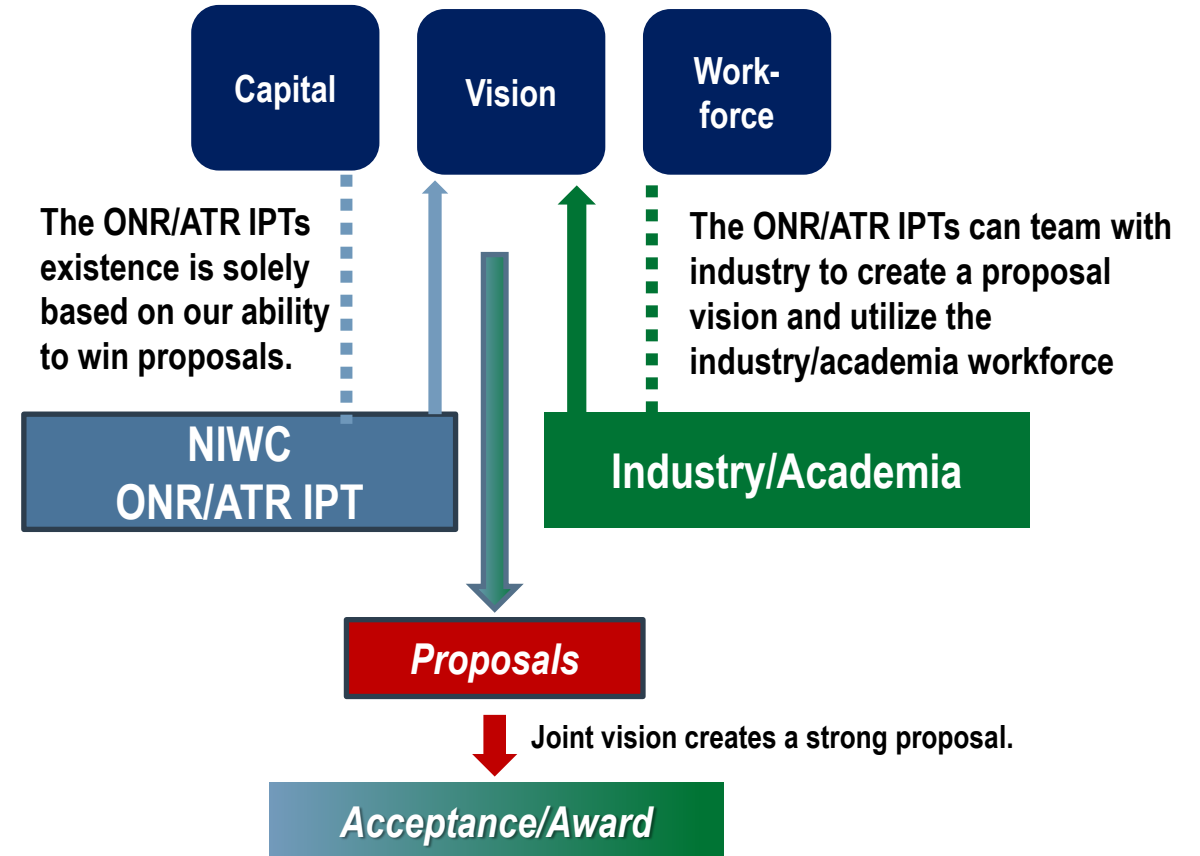 Capital
Vision
Work-
force
The ONR/ATR IPTs
existence is solely
based on our ability
to win proposals.
The ONR/ATR IPTs can team with
industry to create a proposal
vision and utilize the
industry/academia workforce
NIWC
ONR/ATR IPT
Industry/Academia
Proposals
Joint vision creates a strong proposal.
Acceptance/Award